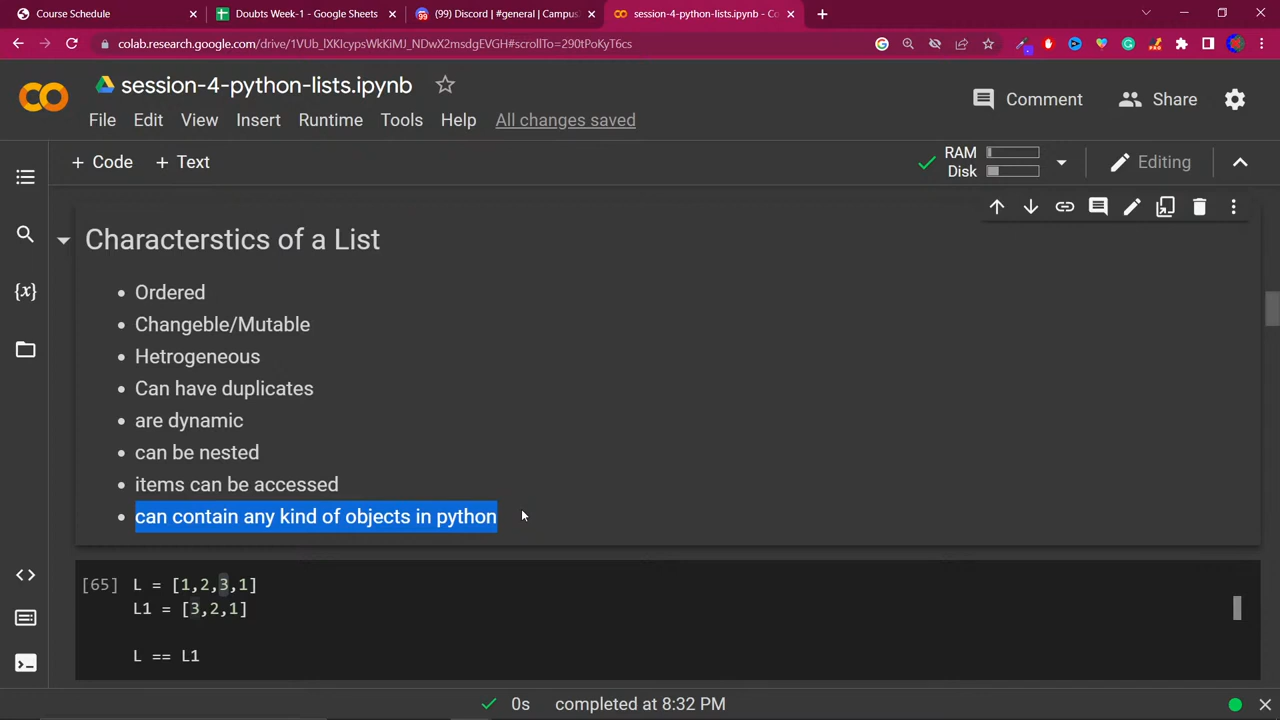 Course Schedule
Doubts Week-1 - Google Sheets
(99) Discord | #general | Campus
session-4-python-lists.ipynb - Co
colab.research.google.com/drive/1VUb_lXKIcypsWkKiMJ_NDwX2msdgEVGH#scrollTo=290tPoKyT6cs
session-4-python-lists.ipynb
Comment
Share
File Edit View Insert Runtime Tools Help All changes saved
+ Code + Text
RAM
Disk
Editing
Characterstics of a List
• Ordered
• Changeble/Mutable
• Hetrogeneous
• Can have duplicates
• are dynamic
• can be nested
• items can be accessed
• can contain any kind of objects in python
[65] L = [1,2,3,1]
L1 = [3,2,1]
L == L1
0s completed at 8:32 PM